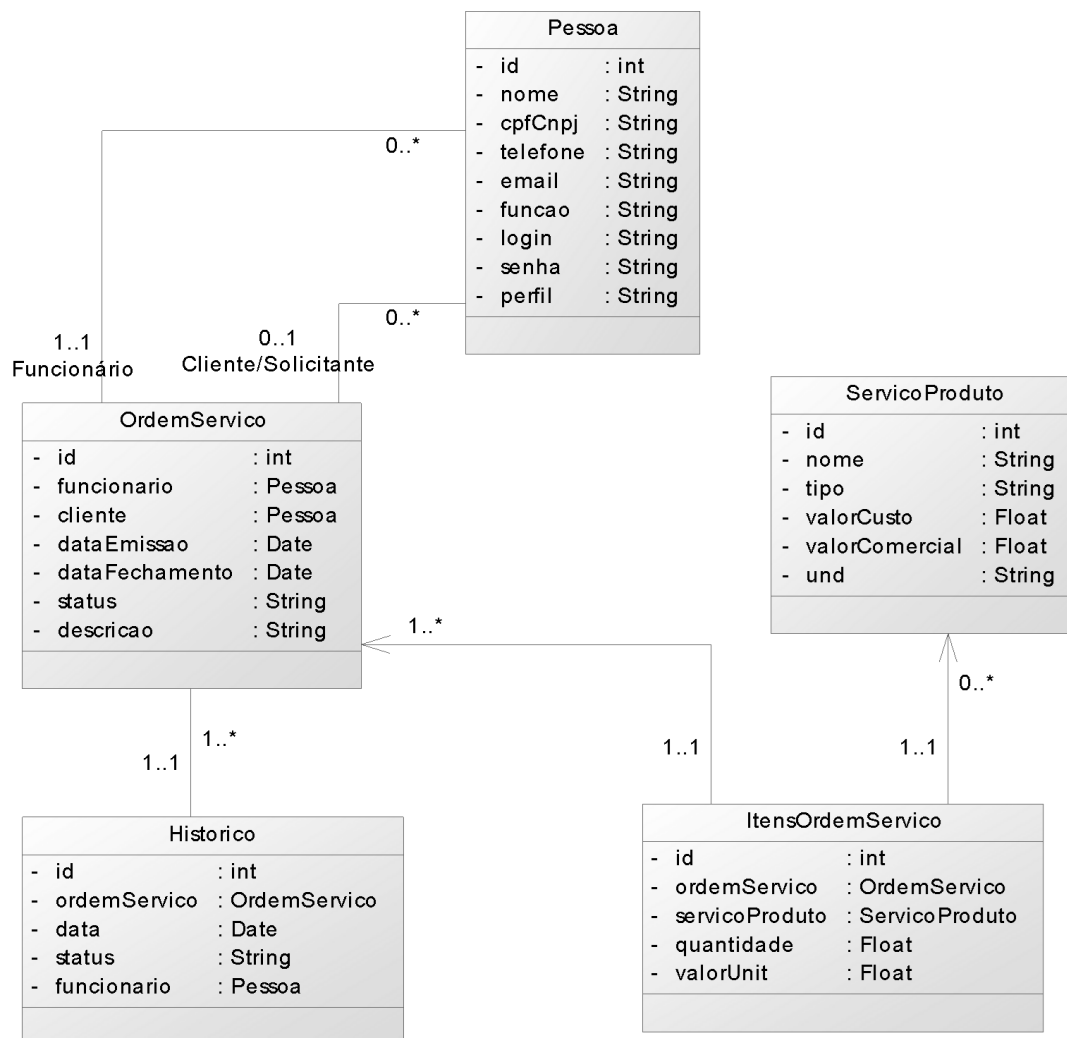 Pessoa
- id : int
- nome : String
- cpfCnpj : String
- telefone : String
- email : String
- funcao : String
- login : String
- senha : String
- perfil : String
0..*
0..*
1..1
Funcionário
0..1
Cliente/Solicitante
OrdemServico
- id : int
- funcionario : Pessoa
- cliente : Pessoa
- dataEmissao : Date
- dataFechamento : Date
- status : String
- descricao : String
ServicoProduto
- id : int
- nome : String
- tipo : String
- valorCusto : Float
- valorComercial : Float
- und : String
1..*
0..*
1..*
1..1
1..1
1..1
Historico
- id : int
- ordemServico : OrdemServico
- data : Date
- status : String
- funcionario : Pessoa
ItensOrdemServico
- id : int
- ordemServico : OrdemServico
- servicoProduto : ServicoProduto
- quantidade : Float
- valorUnit : Float